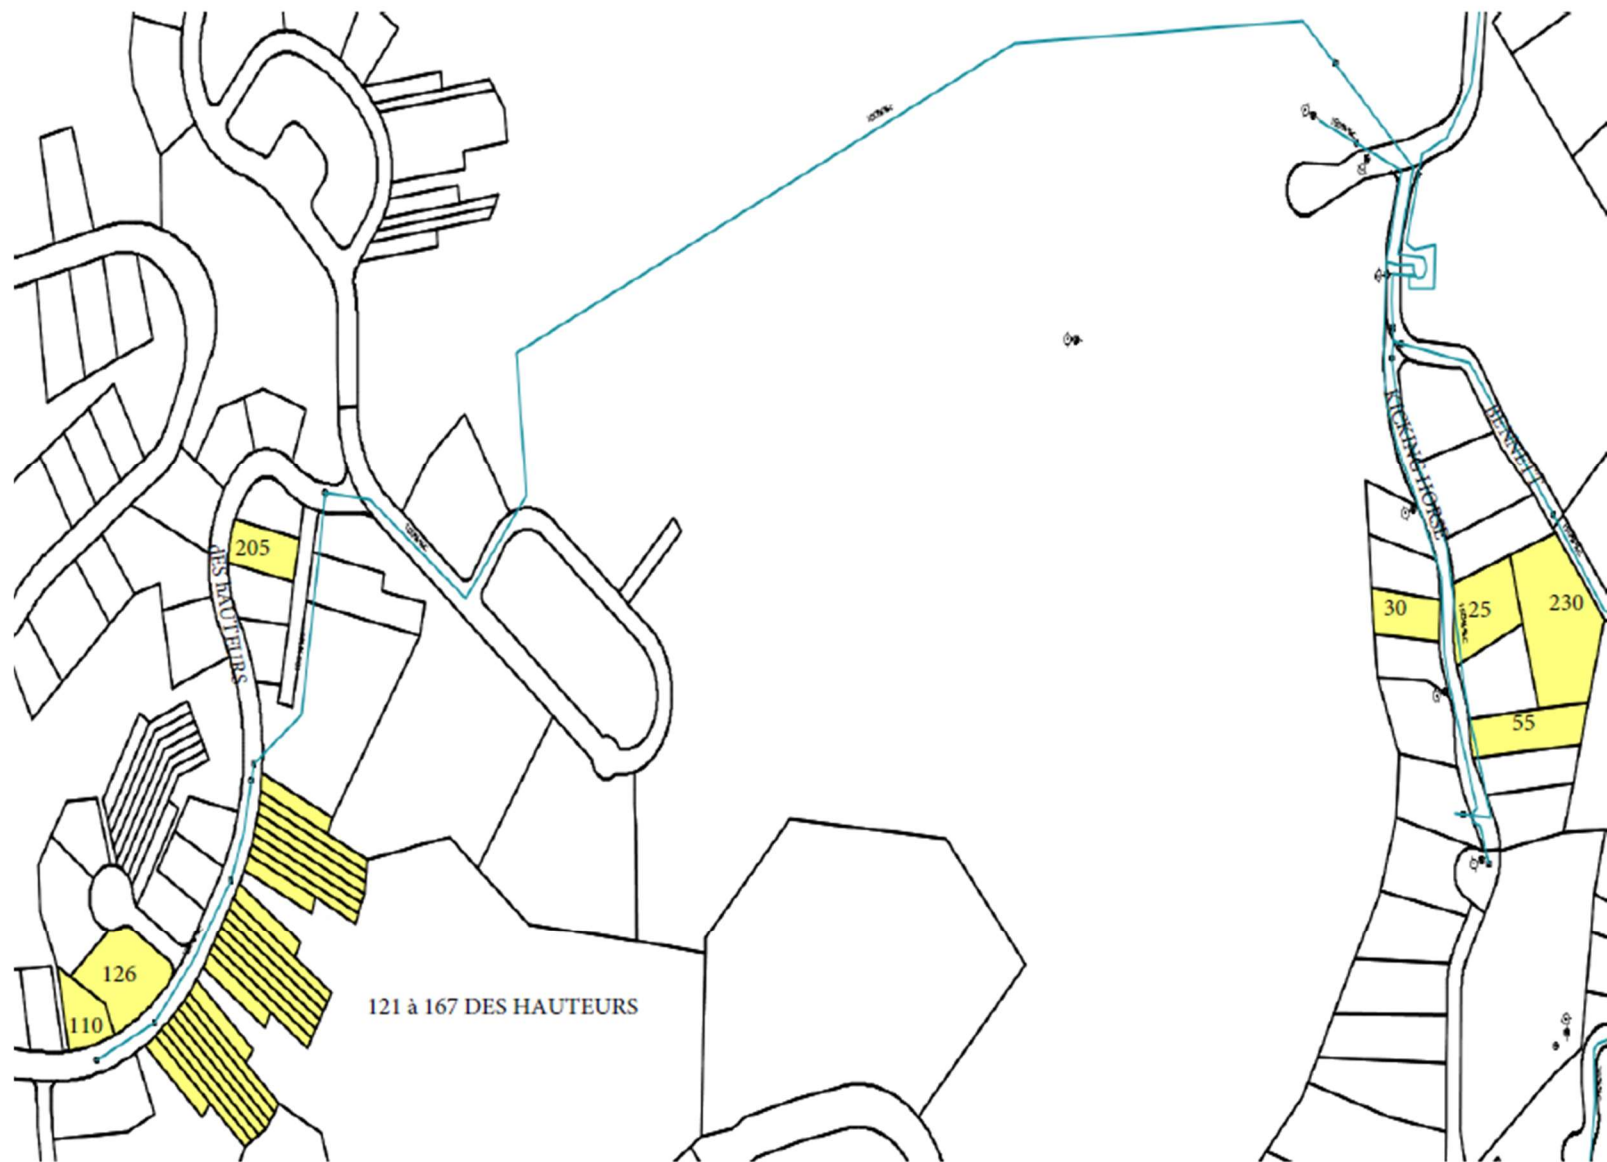 KICKING HORSE
BENNETT
205
dES hAUTEURS
30
25
230
55
126
110
121 à 167 DES HAUTEURS